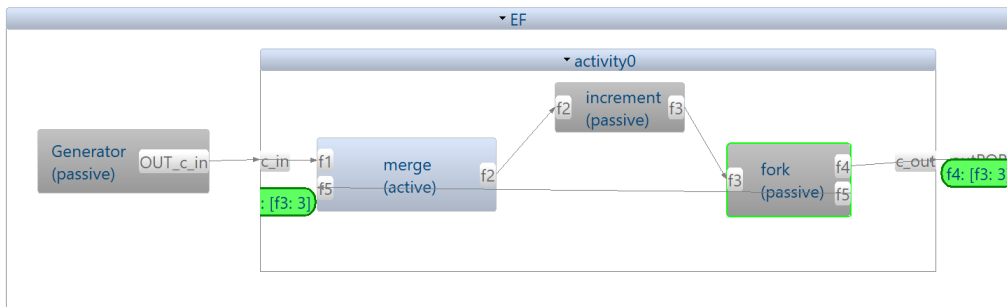 EF
activity0
increment
(passive)
f2
f3
Generator
(passive)
OUT_c_in
c_in
f1
f5
merge
(active)
f2
f3
fork
(passive)
f4
f5
c_out
: [f3: 3]
f4: [f3: 3